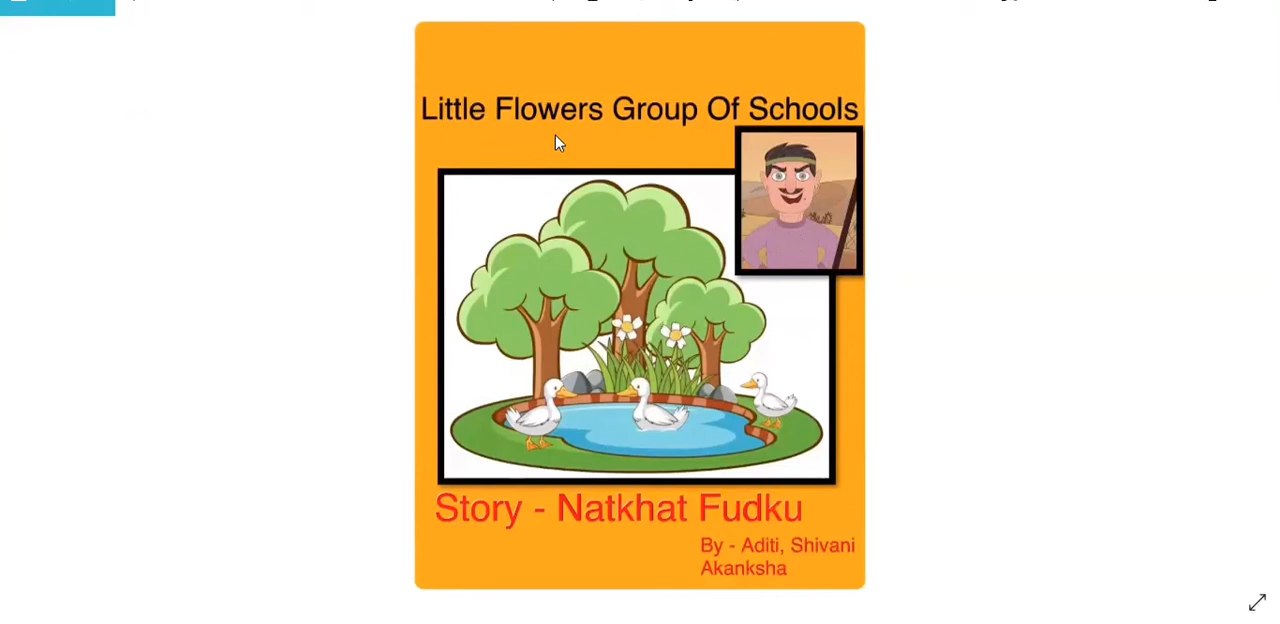 Little Flowers Group Of Schools
Story - Natkhat Fudku
By - Aditi, Shivani
Akanksha